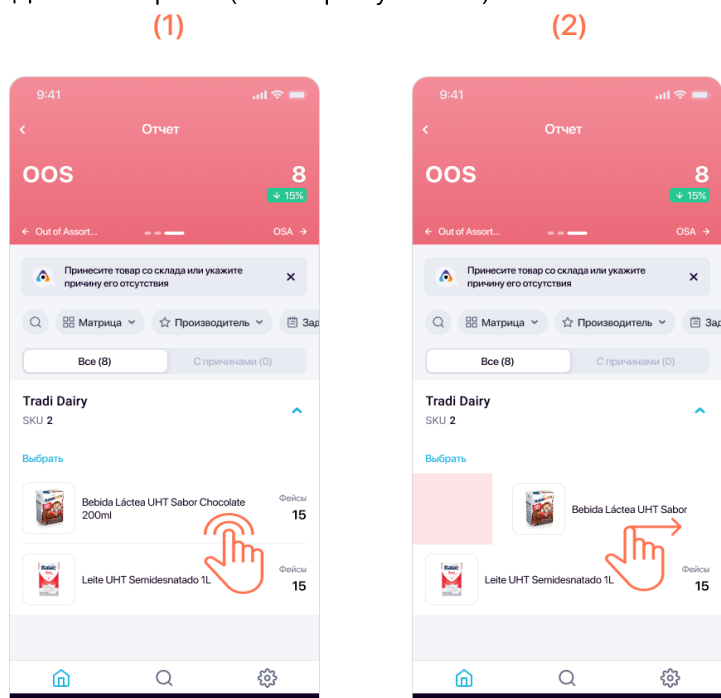 (1)
(2)
9:41
Отчет
OOS
8
15%
Out of Assort...
OSA
Принесите товар со склада или укажите
причину его отсутствия
Матрица
Производитель
Зад
Все (8)
С причинами (0)
Tradi Dairy
SKU 2
Выбрать
Bebida Láctea UHT Sabor Chocolate
200ml
Фейсы
15
Leite UHT Semidesnatado 1L
Фейсы
15
9:41
Отчет
OOS
8
15%
Out of Assort...
OSA
Принесите товар со склада или укажите
причину его отсутствия
Матрица
Производитель
Зад
Все (8)
С причинами (0)
Tradi Dairy
SKU 2
Выбрать
Bebida Láctea UHT Sabor
Leite UHT Semidesnatado 1L
Фейсы
15